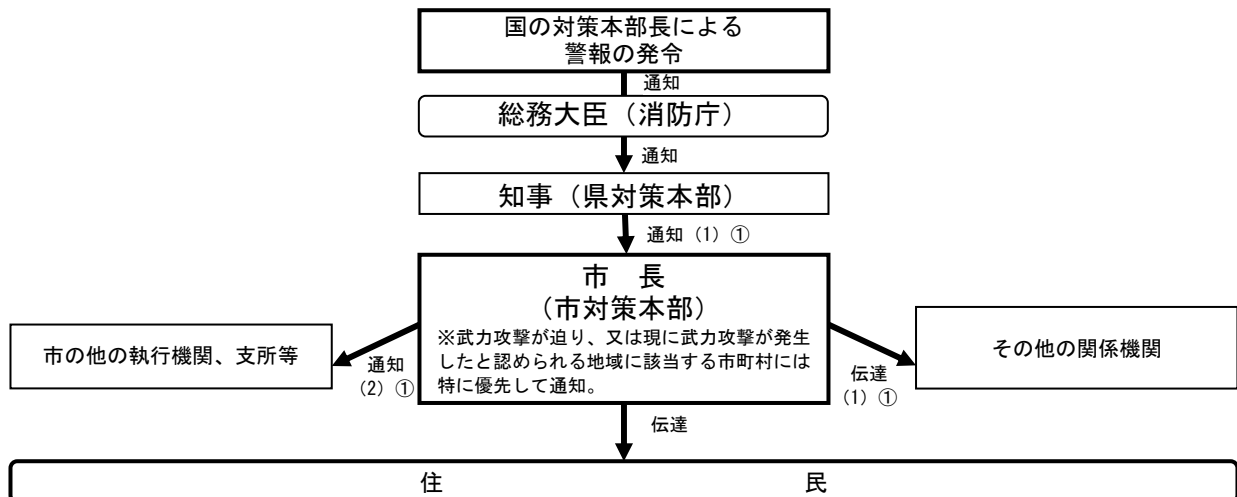 国の対策本部長による
警報の発令
通知
総務大臣（消防庁）
通知
知事（県対策本部）
通知（1）①
市　長
（市対策本部）
※武力攻撃が迫り、又は現に武力攻撃が発生
したと認められる地域に該当する市町村には
特に優先して通知。
市の他の執行機関、支所等
通知
（2）①
その他の関係機関
伝達
（1）①
伝達
住　民